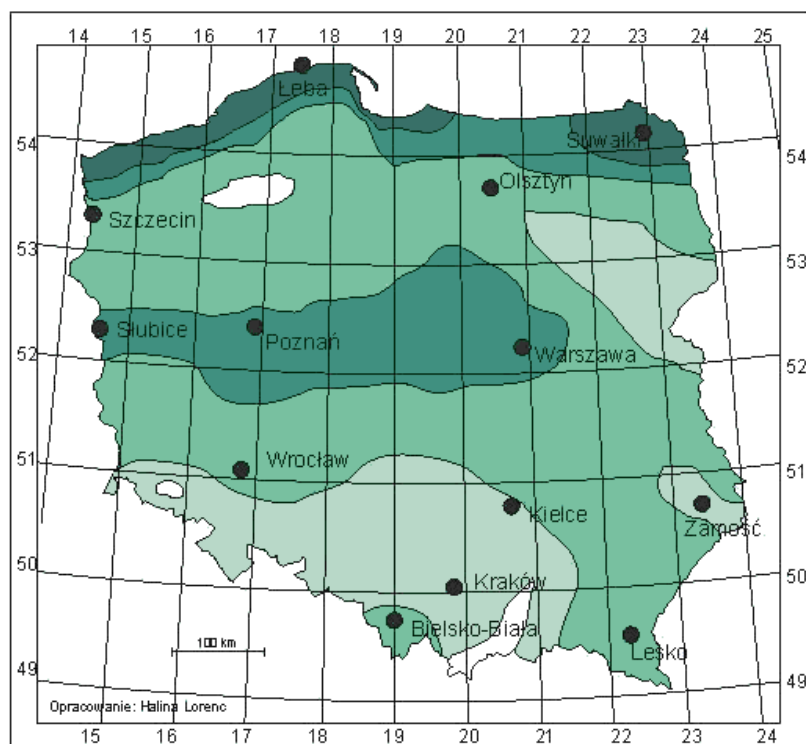 14 15 16 17 18 19 20 21 22 23 24 25
Łeba
54 Suwałki 54
Olsztyn
Szczecin
53 53
Słubice Poznań Warszawa
52 52
51 Wrocław 51
Kielce Zamość
50 50
Kraków
Bielsko-Biała
100 km Lesko
49 49
Opracowanie: Halina Lorenc
15 16 17 18 19 20 21 22 23 24